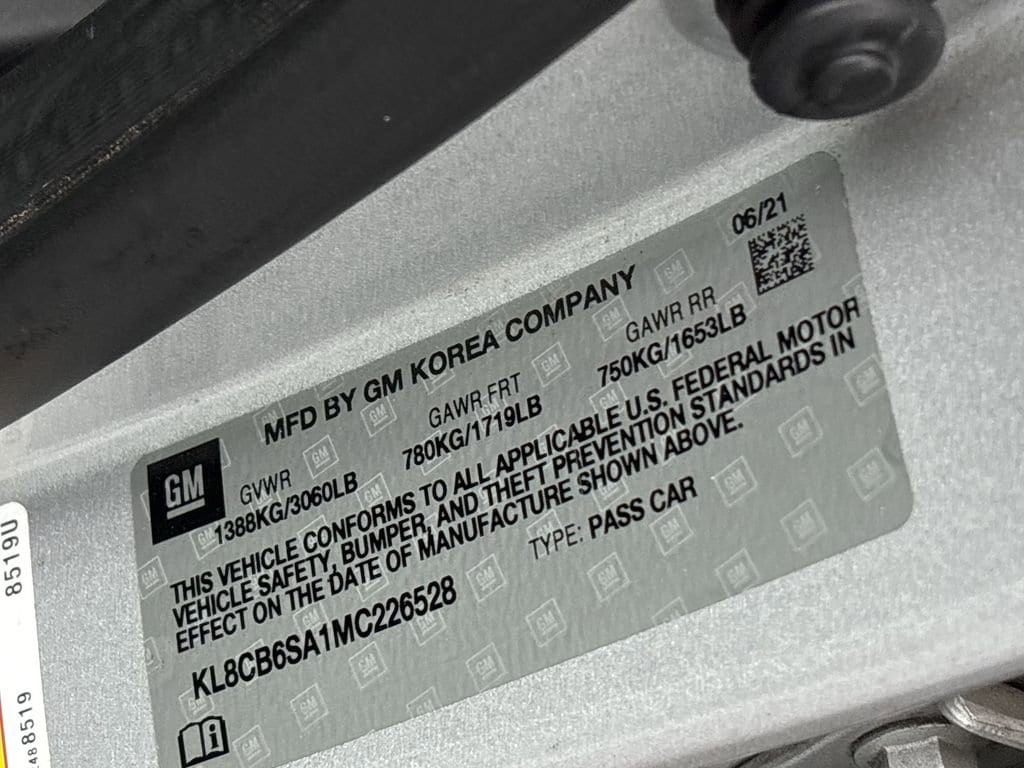 06/21
MFD BY GM KOREA COMPANY
GM
GVWR GAWR FRT GAWR RR
1388KG/3060LB 780KG/1719LB 750KG/1653LB
THIS VEHICLE CONFORMS TO ALL APPLICABLE U.S. FEDERAL MOTOR
VEHICLE SAFETY, BUMPER, AND THEFT PREVENTION STANDARDS IN
EFFECT ON THE DATE OF MANUFACTURE SHOWN ABOVE.
TYPE: PASS CAR
KL8CB6SA1MC226528
8519U
488519